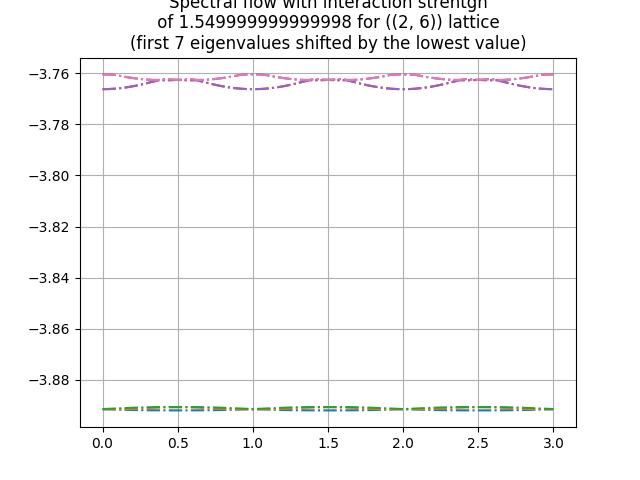 Spectral flow with interaction strentgh
of 1.549999999999998 for ((2, 6)) lattice
(first 7 eigenvalues shifted by the lowest value)
−3.76
−3.78
−3.80
−3.82
−3.84
−3.86
−3.88
0.0 0.5 1.0 1.5 2.0 2.5 3.0